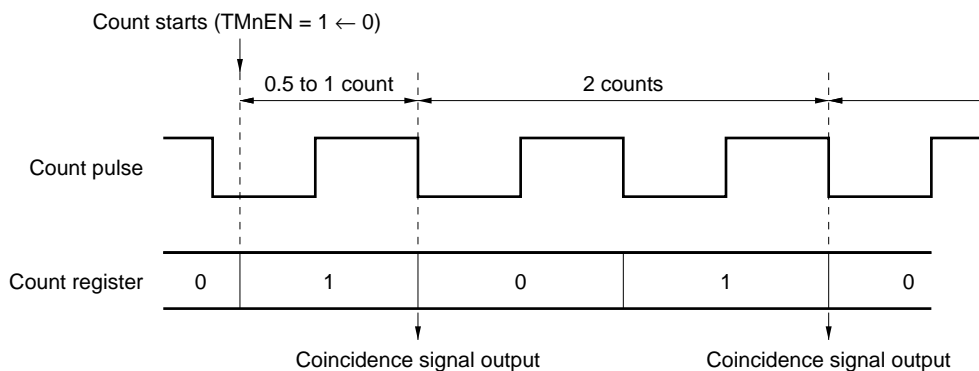 Count starts (TMnEN = 1 ← 0)
0.5 to 1 count
2 counts
Count pulse
Count register
0
1
0
1
0
Coincidence signal output
Coincidence signal output